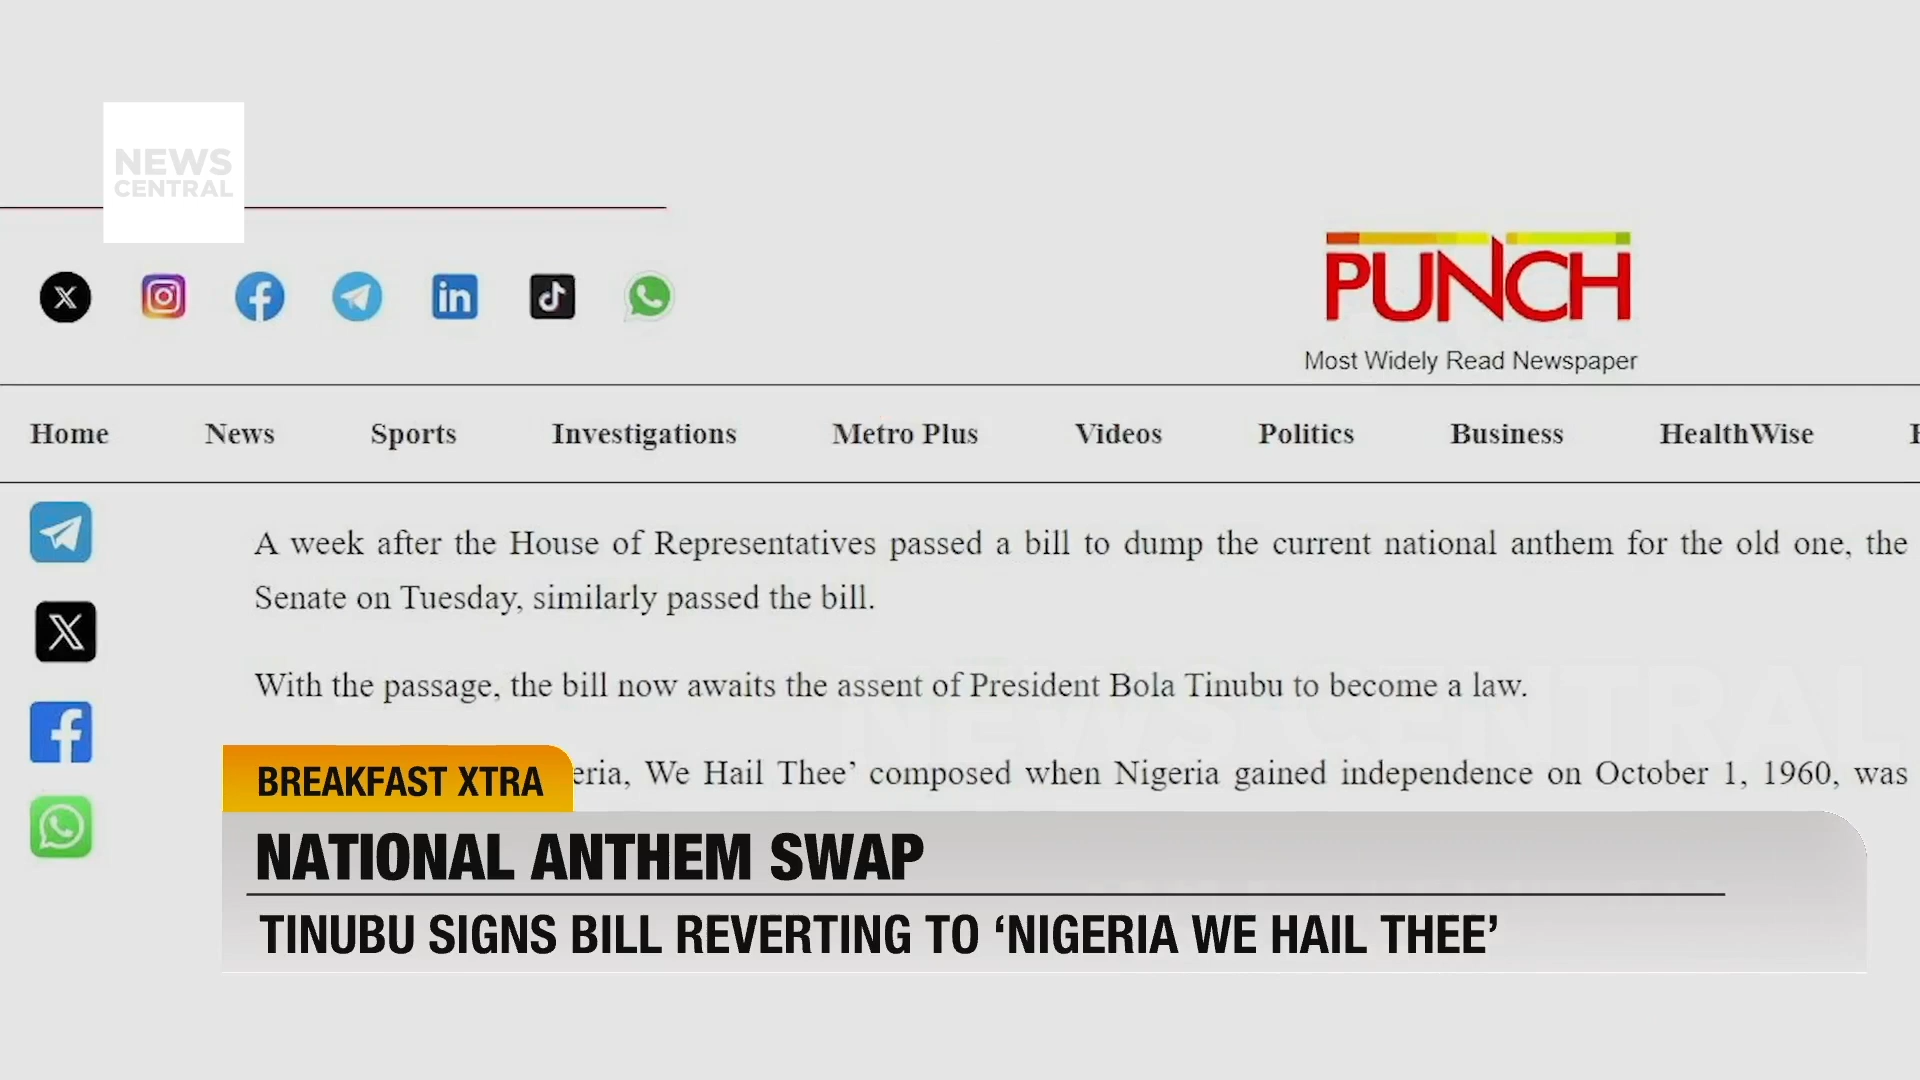 NEWS
CENTRAL
PUNCH
Most Widely Read Newspaper
Home News Sports Investigations Metro Plus Videos Politics Business HealthWise
A week after the House of Representatives passed a bill to dump the current national anthem for the old one, the
Senate on Tuesday, similarly passed the bill.
With the passage, the bill now awaits the assent of President Bola Tinubu to become a law.
NEWS CENTRAL
BREAKFAST XTRA
eria, We Hail Thee’ composed when Nigeria gained independence on October 1, 1960, was
NATIONAL ANTHEM SWAP
TINUBU SIGNS BILL REVERTING TO ‘NIGERIA WE HAIL THEE’